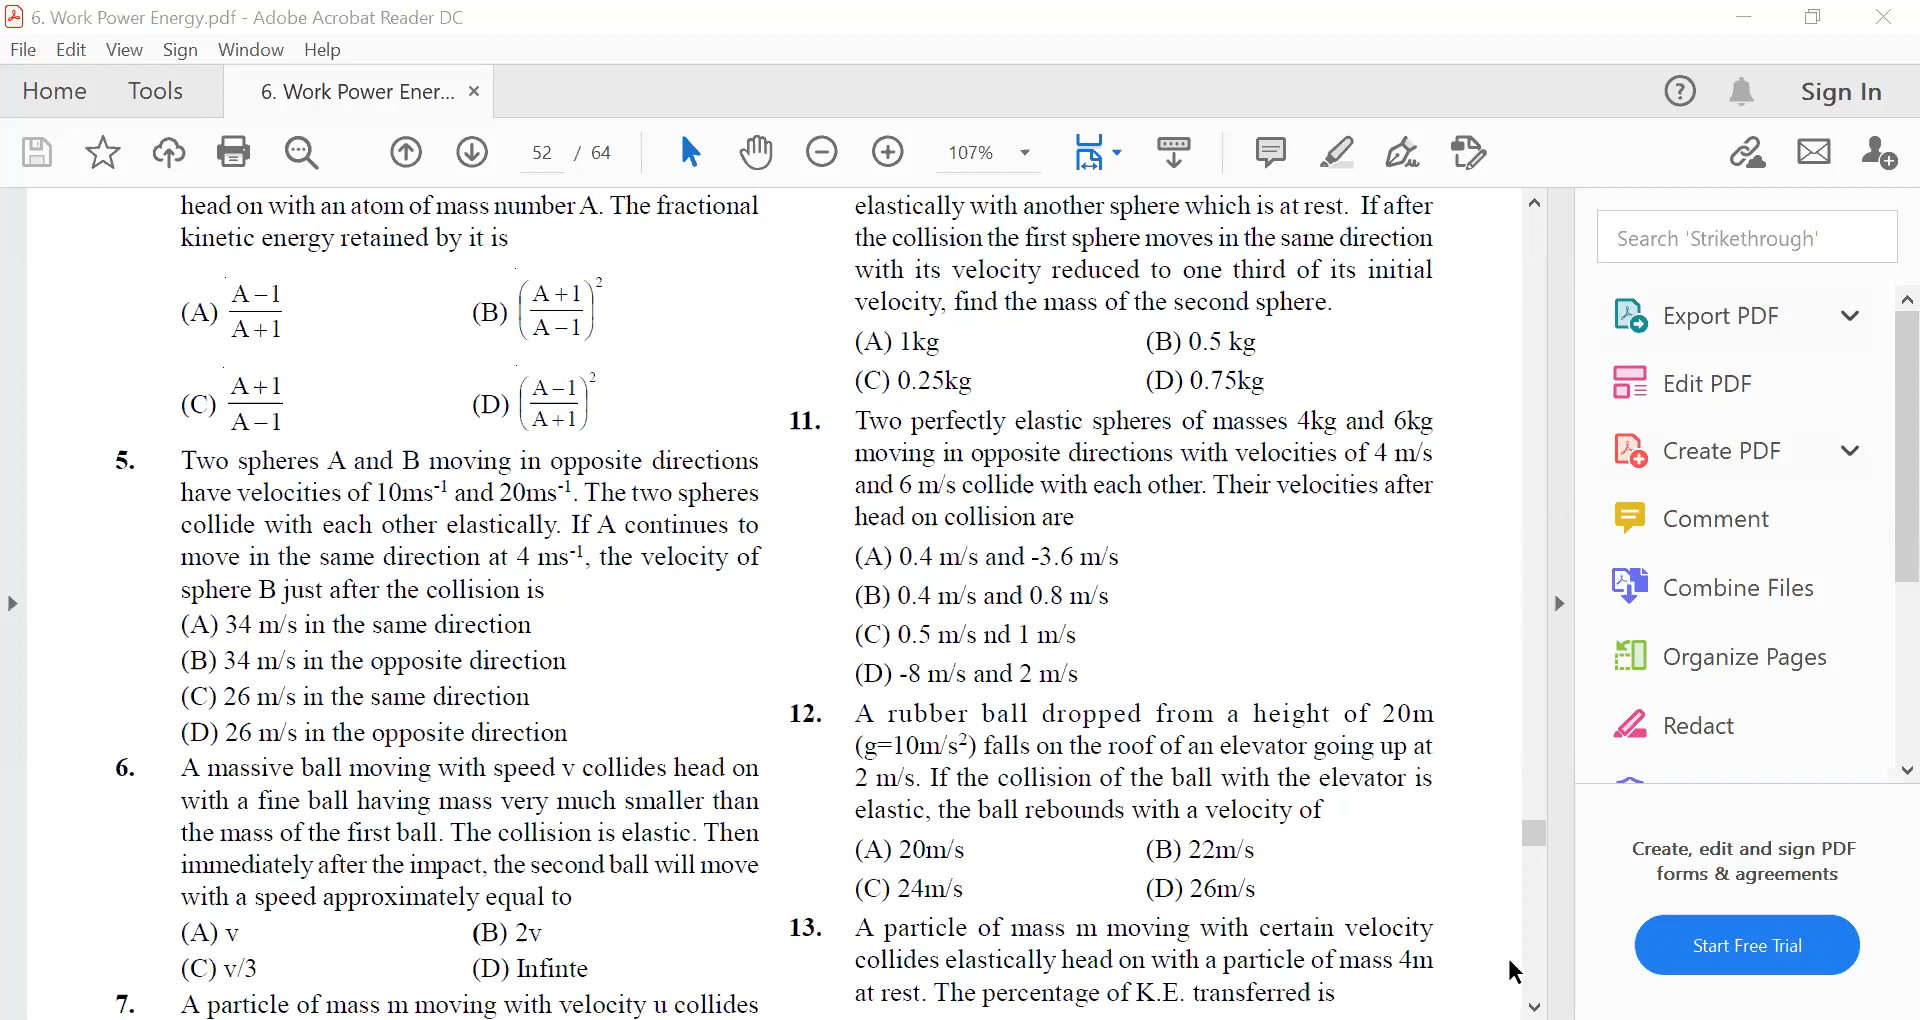 6. Work Power Energy.pdf - Adobe Acrobat Reader DC
File Edit View Sign Window Help
Home Tools 6. Work Power Ener... × Sign In
52 / 64 107%
head on with an atom of mass number A. The fractional
kinetic energy retained by it is
(A) (A−1)/(A+1) (B) ((A+1)/(A−1))²
(C) (A+1)/(A−1) (D) ((A−1)/(A+1))²
5. Two spheres A and B moving in opposite directions
have velocities of 10ms⁻¹ and 20ms⁻¹. The two spheres
collide with each other elastically. If A continues to
move in the same direction at 4 ms⁻¹, the velocity of
sphere B just after the collision is
(A) 34 m/s in the same direction
(B) 34 m/s in the opposite direction
(C) 26 m/s in the same direction
(D) 26 m/s in the opposite direction
6. A massive ball moving with speed v collides head on
with a fine ball having mass very much smaller than
the mass of the first ball. The collision is elastic. Then
immediately after the impact, the second ball will move
with a speed approximately equal to
(A) v (B) 2v
(C) v/3 (D) Infinte
7. A particle of mass m moving with velocity u collides
elastically with another sphere which is at rest. If after
the collision the first sphere moves in the same direction
with its velocity reduced to one third of its initial
velocity, find the mass of the second sphere.
(A) 1kg (B) 0.5 kg
(C) 0.25kg (D) 0.75kg
11. Two perfectly elastic spheres of masses 4kg and 6kg
moving in opposite directions with velocities of 4 m/s
and 6 m/s collide with each other. Their velocities after
head on collision are
(A) 0.4 m/s and -3.6 m/s
(B) 0.4 m/s and 0.8 m/s
(C) 0.5 m/s nd 1 m/s
(D) -8 m/s and 2 m/s
12. A rubber ball dropped from a height of 20m
(g=10m/s²) falls on the roof of an elevator going up at
2 m/s. If the collision of the ball with the elevator is
elastic, the ball rebounds with a velocity of
(A) 20m/s (B) 22m/s
(C) 24m/s (D) 26m/s
13. A particle of mass m moving with certain velocity
collides elastically head on with a particle of mass 4m
at rest. The percentage of K.E. transferred is
Search 'Strikethrough'
Export PDF
Edit PDF
Create PDF
Comment
Combine Files
Organize Pages
Redact
Create, edit and sign PDF
forms & agreements
Start Free Trial